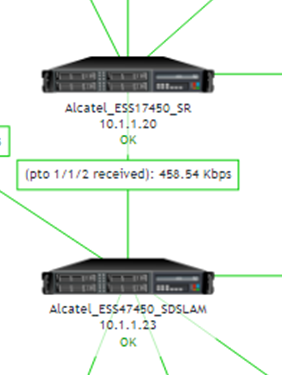 Alcatel_ESS17450_SR
10.1.1.20
OK
(pto 1/1/2 received): 458.54 Kbps
Alcatel_ESS47450_SDSLAM
10.1.1.23
OK